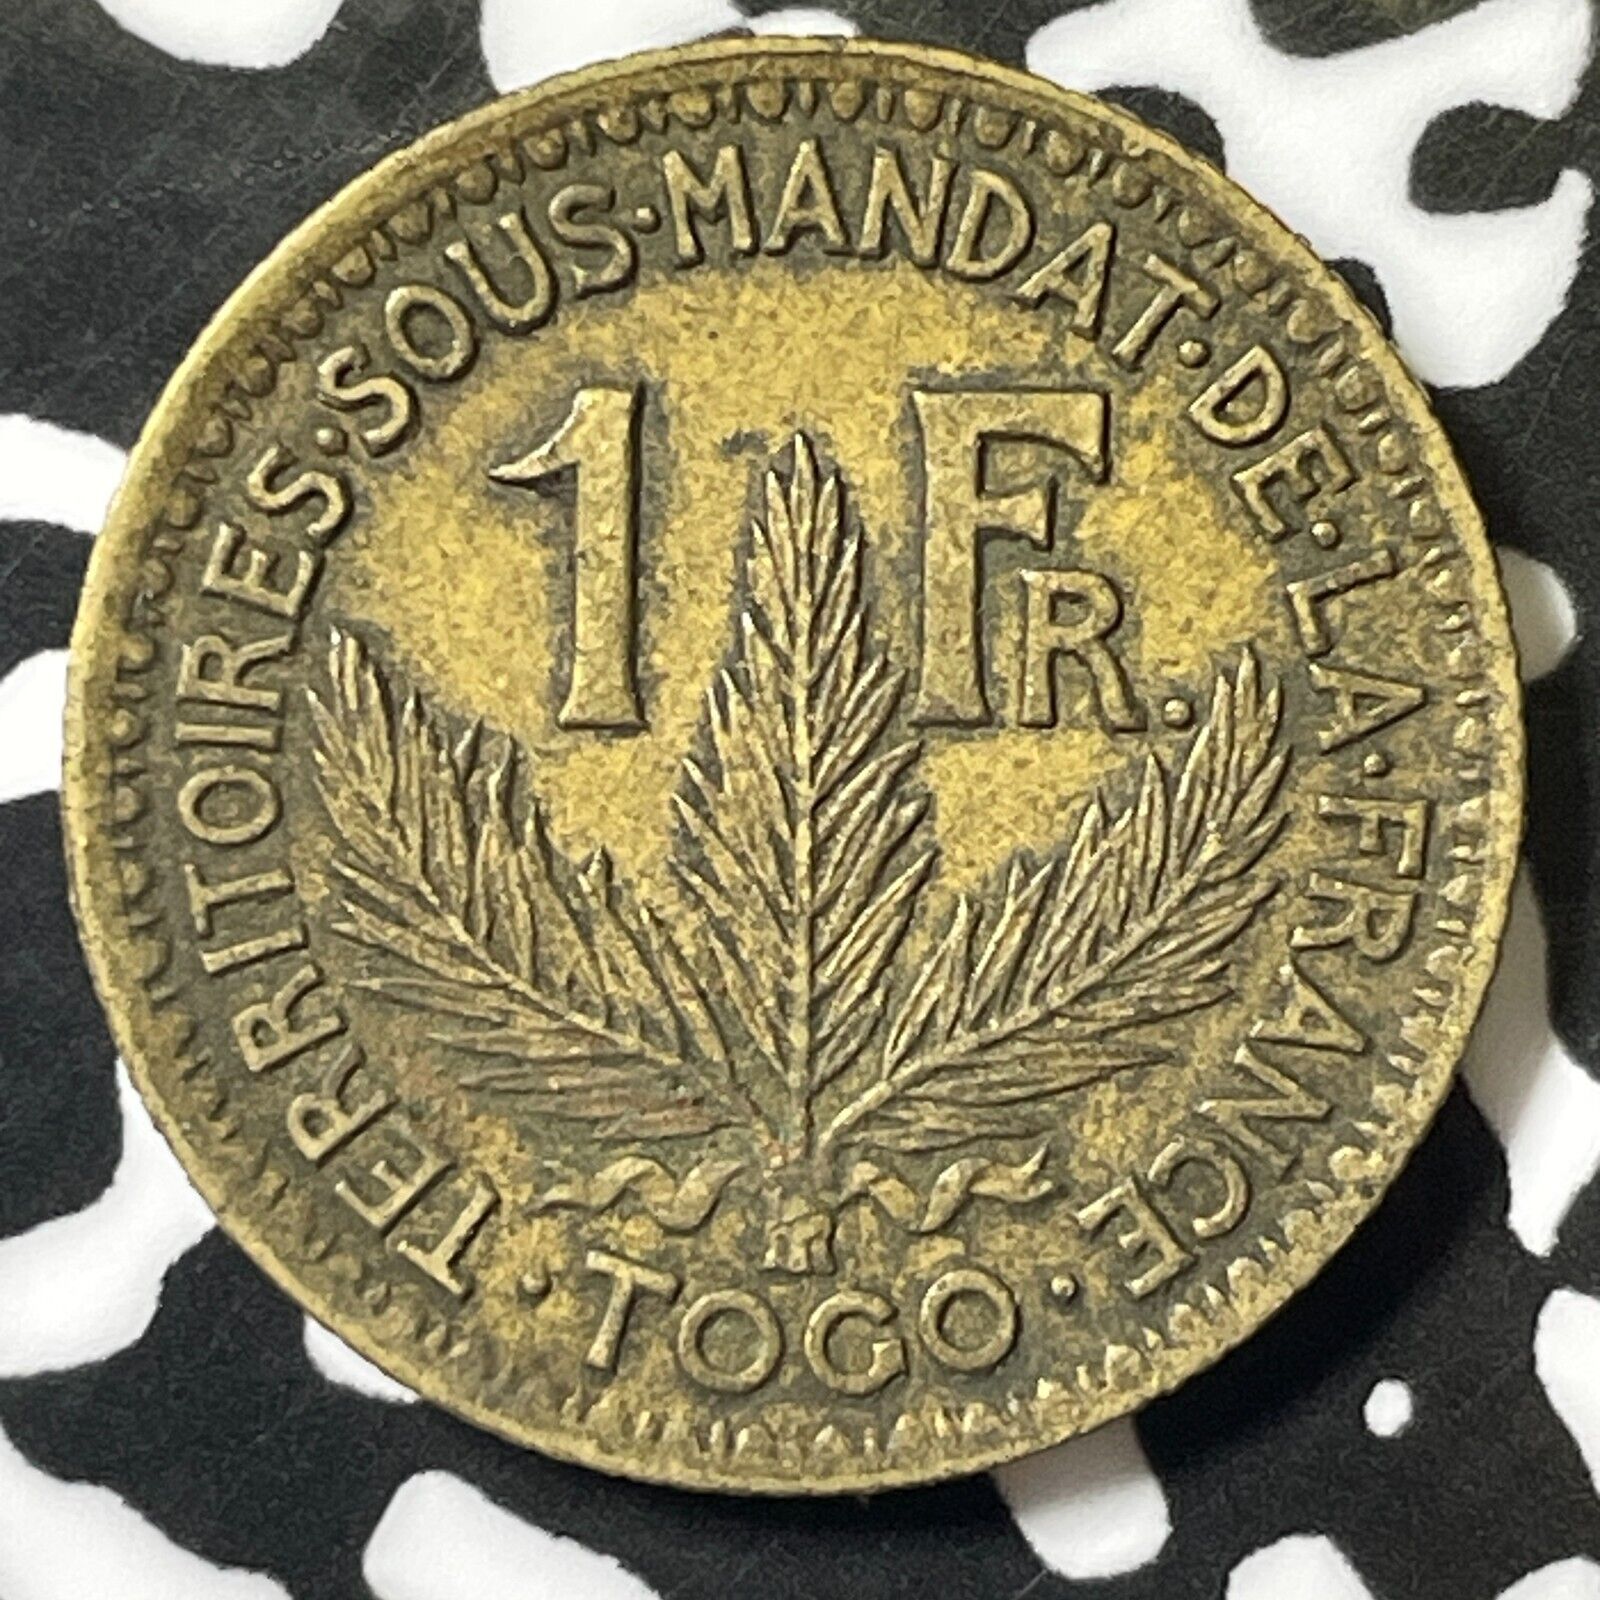 TERRITOIRES·SOUS·MANDAT·DE·LA·FRANCE
1 FR.
·TOGO·